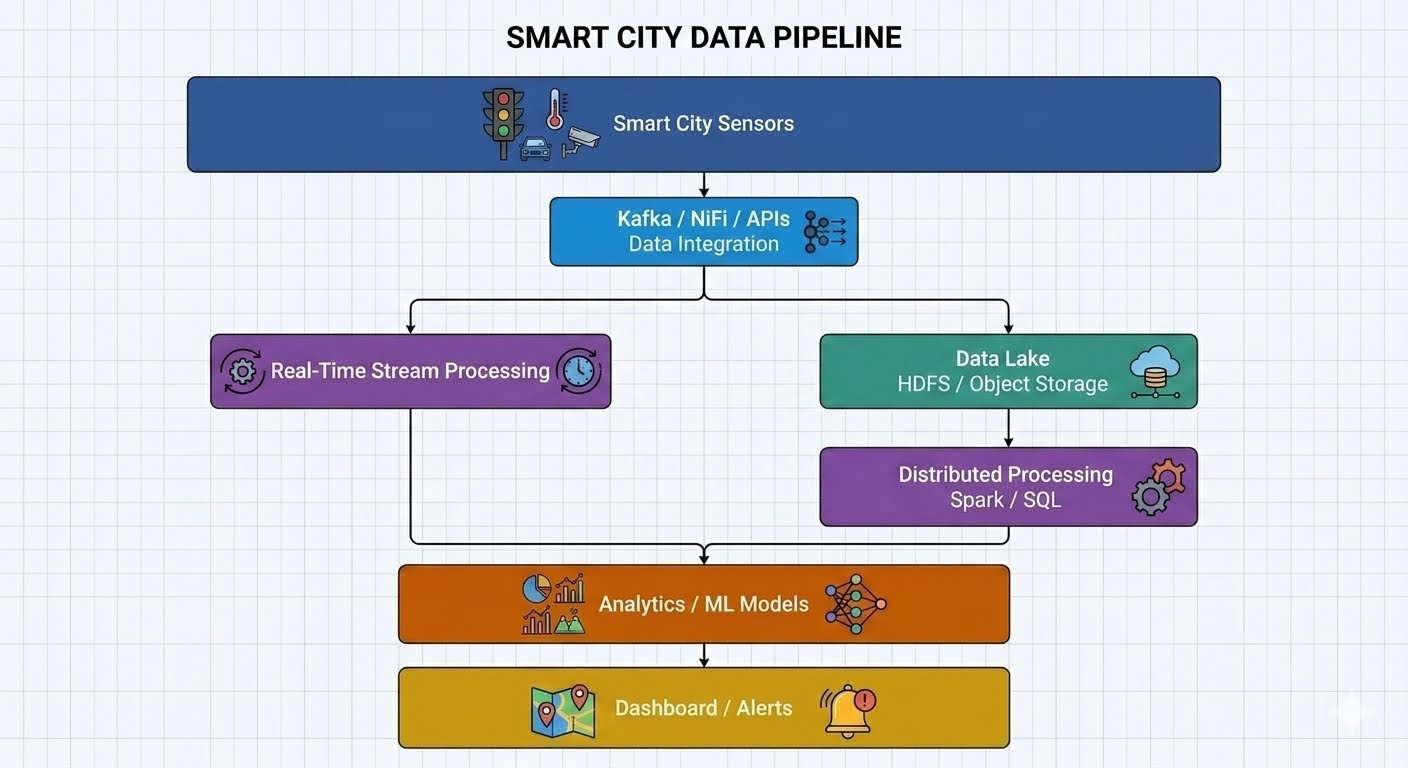 SMART CITY DATA PIPELINE
Smart City Sensors
Kafka / NiFi / APIs
Data Integration
Real-Time Stream Processing
Data Lake
HDFS / Object Storage
Distributed Processing
Spark / SQL
Analytics / ML Models
Dashboard / Alerts